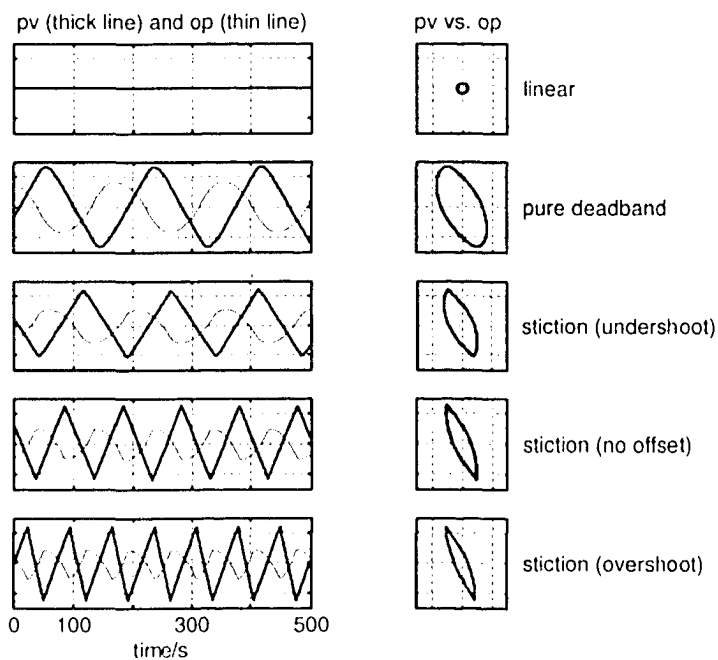 pv (thick line) and op (thin line)
pv vs. op
linear
pure deadband
stiction (undershoot)
stiction (no offset)
stiction (overshoot)
0 100 300 500
time/s